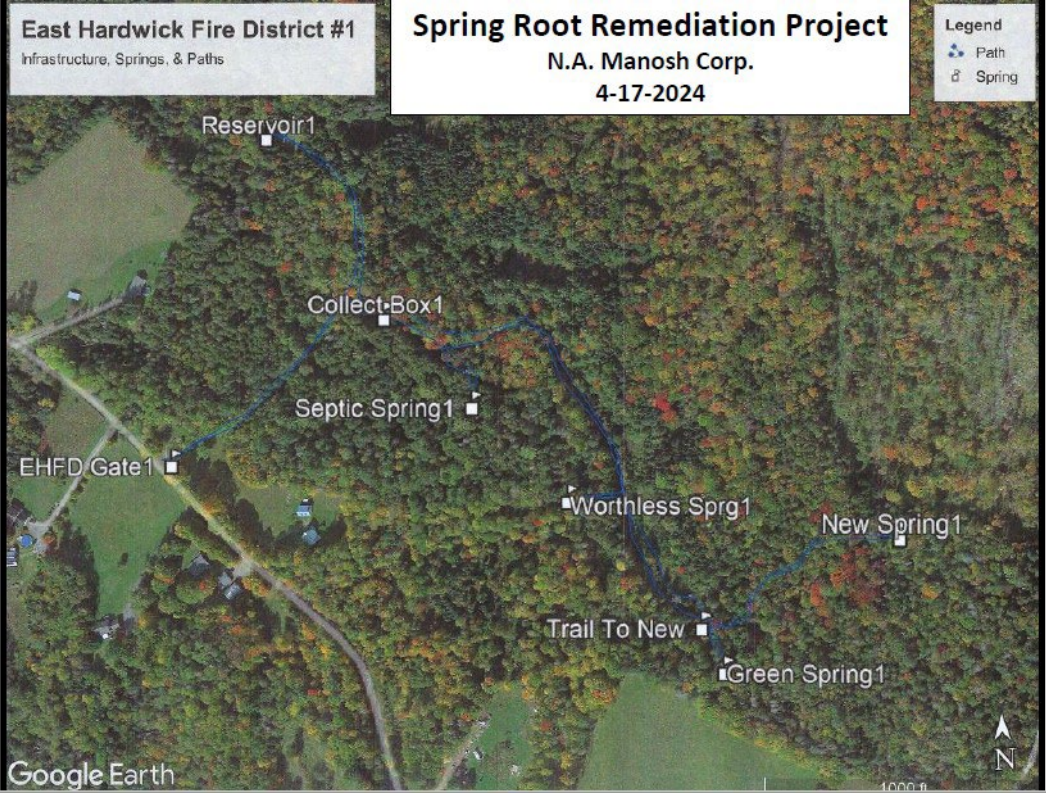 East Hardwick Fire District #1
Infrastructure, Springs, & Paths
Spring Root Remediation Project
N.A. Manosh Corp.
4-17-2024
Legend
Path
Spring
Reservoir1
Collect Box1
Septic Spring1
EHFD Gate1
Worthless Sprg1
New Spring1
Trail To New
Green Spring1
N
Google Earth
1000 ft